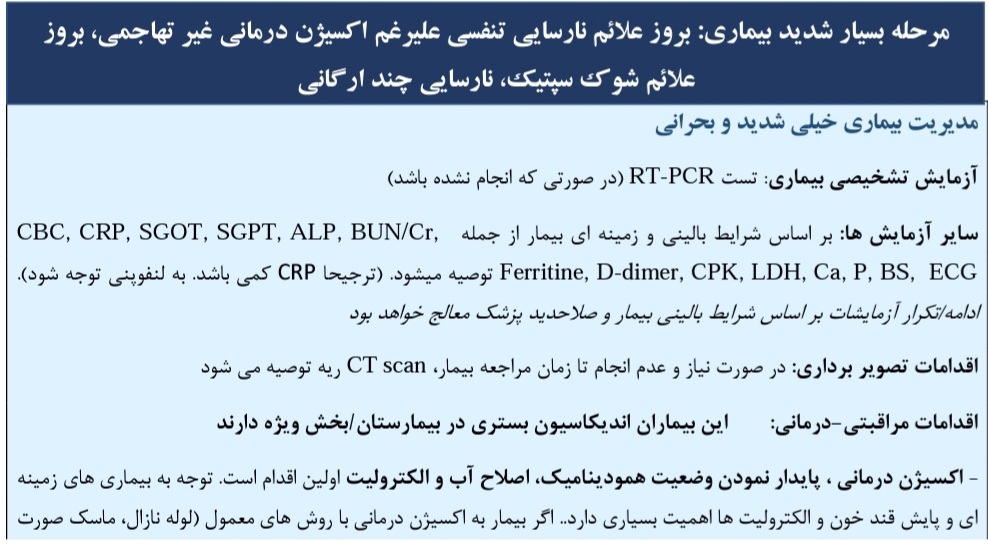 مرحله بسیار شدید بیماری: بروز علائم نارسایی تنفسی علیرغم اکسیژن درمانی غیر تهاجمی، بروز
علائم شوک سپتیک، نارسایی چند ارگانی
مدیریت بیماری خیلی شدید و بحرانی
آزمایش تشخیصی بیماری: تست RT-PCR (در صورتی که انجام نشده باشد)
سایر آزمایش ها: بر اساس شرایط بالینی و زمینه ای بیمار از جمله CBC, CRP, SGOT, SGPT, ALP, BUN/Cr,
Ferritine, D-dimer, CPK, LDH, Ca, P, BS, ECG توصیه میشود. (ترجیحا CRP کمی باشد. به لنفوپنی توجه شود).
ادامه/تکرار آزمایشات بر اساس شرایط بالینی بیمار و صلاحدید پزشک معالج خواهد بود
اقدامات تصویر برداری: در صورت نیاز و عدم انجام تا زمان مراجعه بیمار، CT scan ریه توصیه می شود
اقدامات مراقبتی-درمانی: این بیماران اندیکاسیون بستری در بیمارستان/بخش ویژه دارند
- اکسیژن درمانی ، پایدار نمودن وضعیت همودینامیک، اصلاح آب و الکترولیت اولین اقدام است. توجه به بیماری های زمینه
ای و پایش قند خون و الکترولیت ها اهمیت بسیاری دارد.. اگر بیمار به اکسیژن درمانی با روش های معمول (لوله نازال، ماسک صورت